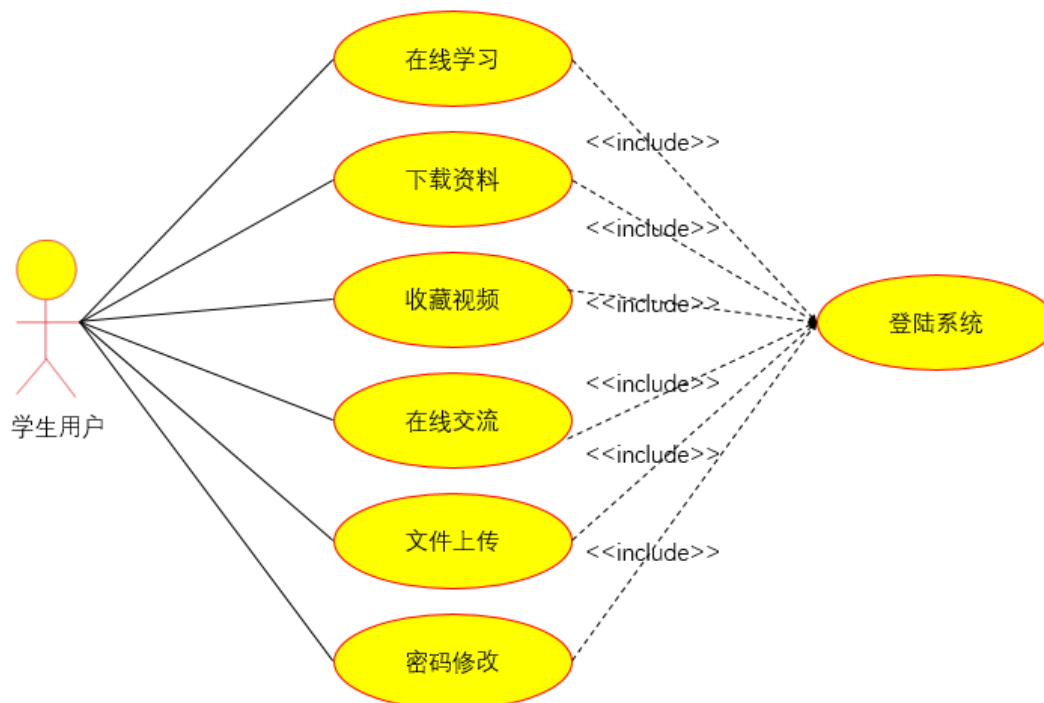 在线学习
<<include>>
下载资料
<<include>>
收藏视频
<<include>>
登陆系统
<<include>>
在线交流
学生用户
<<include>>
文件上传
<<include>>
密码修改